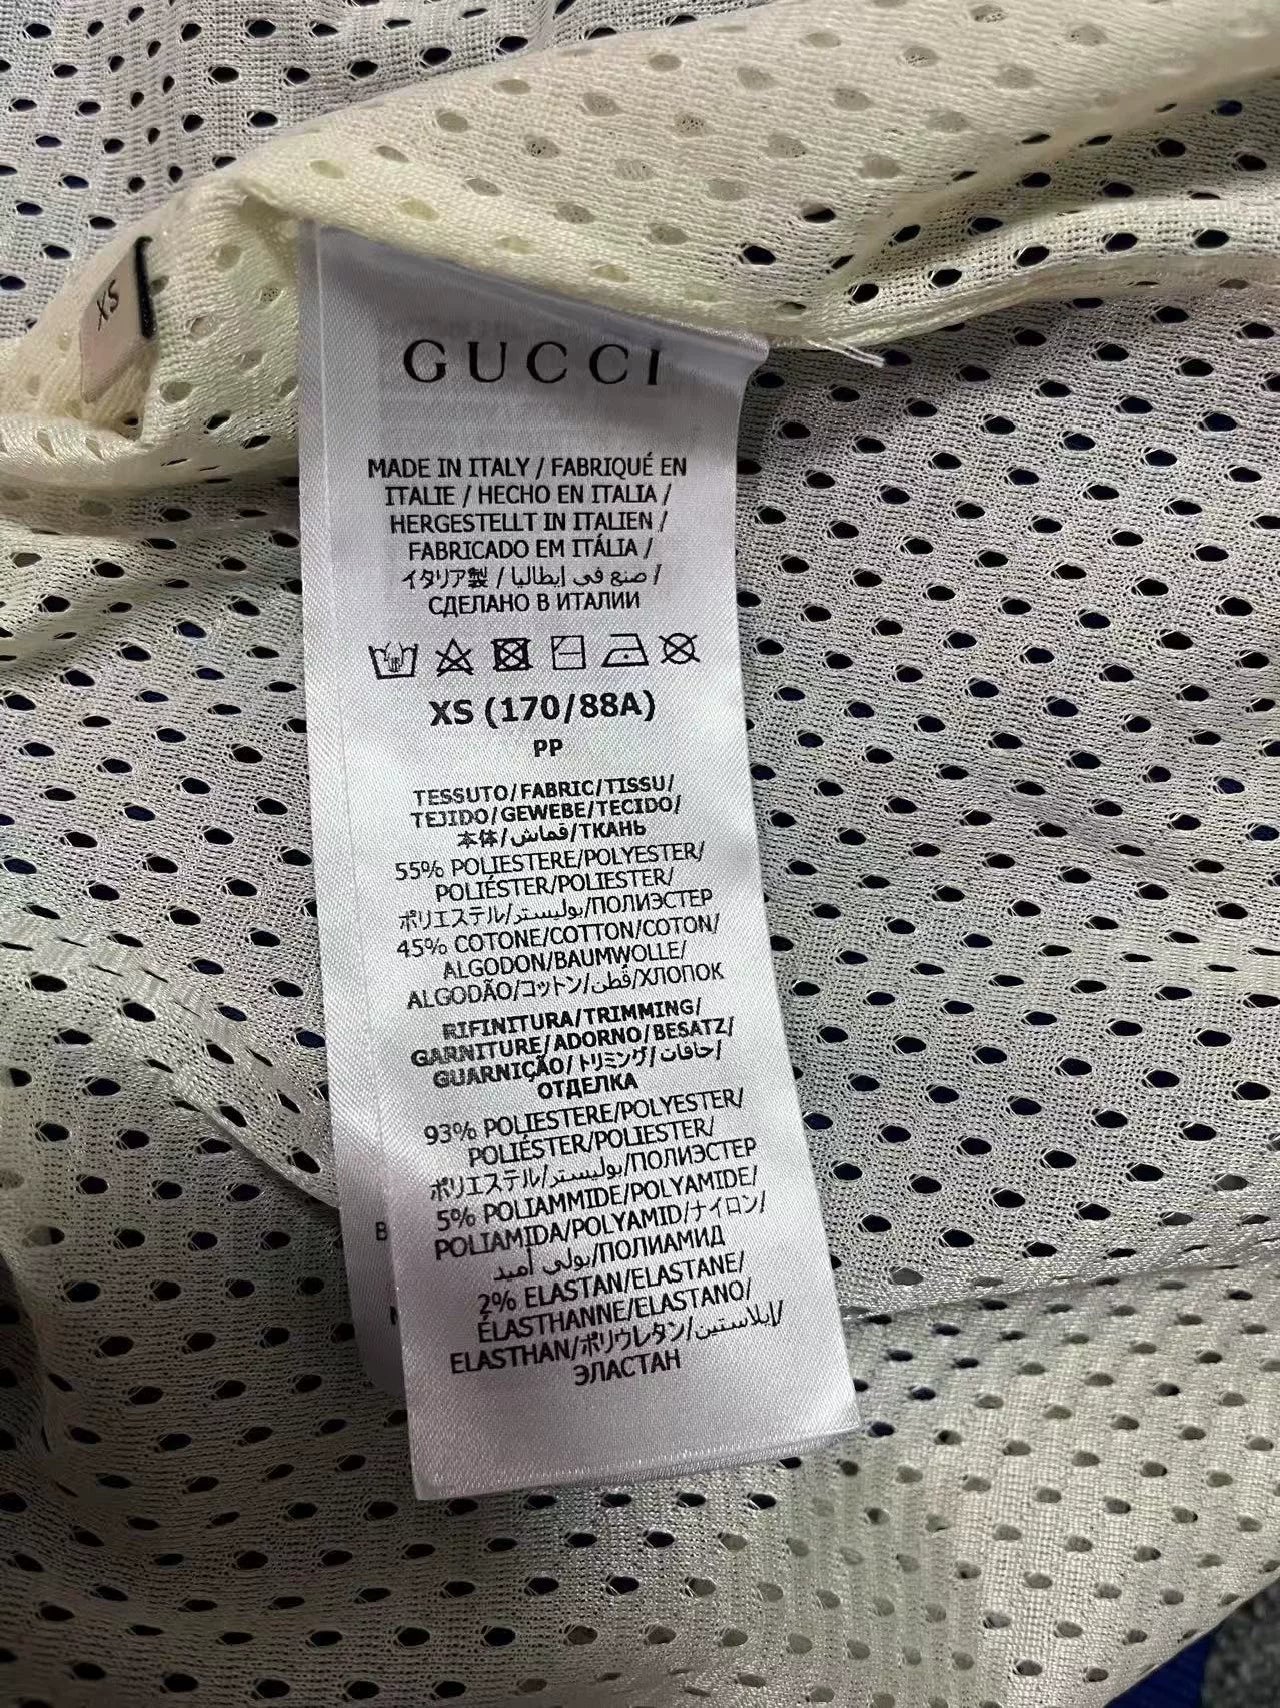 XS
GUCCI
MADE IN ITALY / FABRIQUÉ EN
ITALIE / HECHO EN ITALIA /
HERGESTELLT IN ITALIEN /
FABRICADO EM ITÁLIA /
イタリア製 / صنع في إيطاليا /
СДЕЛАНО В ИТАЛИИ
XS (170/88A)
PP
TESSUTO/FABRIC/TISSU/
TEJIDO/GEWEBE/TECIDO/
本体/قماش/ТКАНЬ
55% POLIESTERE/POLYESTER/
POLIÉSTER/POLIESTER/
ポリエステル/بوليستر/ПОЛИЭСТЕР
45% COTONE/COTTON/COTON/
ALGODON/BAUMWOLLE/
ALGODÃO/コットン/قطن/ХЛОПОК
RIFINITURA/TRIMMING/
GARNITURE/ADORNO/BESATZ/
GUARNIÇÃO/トリミング/حافات/
ОТДЕЛКА
93% POLIESTERE/POLYESTER/
POLIÉSTER/POLIESTER/
ポリエステル/بوليستر/ПОЛИЭСТЕР
5% POLIAMMIDE/POLYAMIDE/
POLIAMIDA/POLYAMID/ナイロン/
بولي أميد/ПОЛИАМИД
2% ELASTAN/ELASTANE/
ÉLASTHANNE/ELASTANO/
ELASTHAN/ポリウレタン/إيلاستين/
ЭЛАСТАН